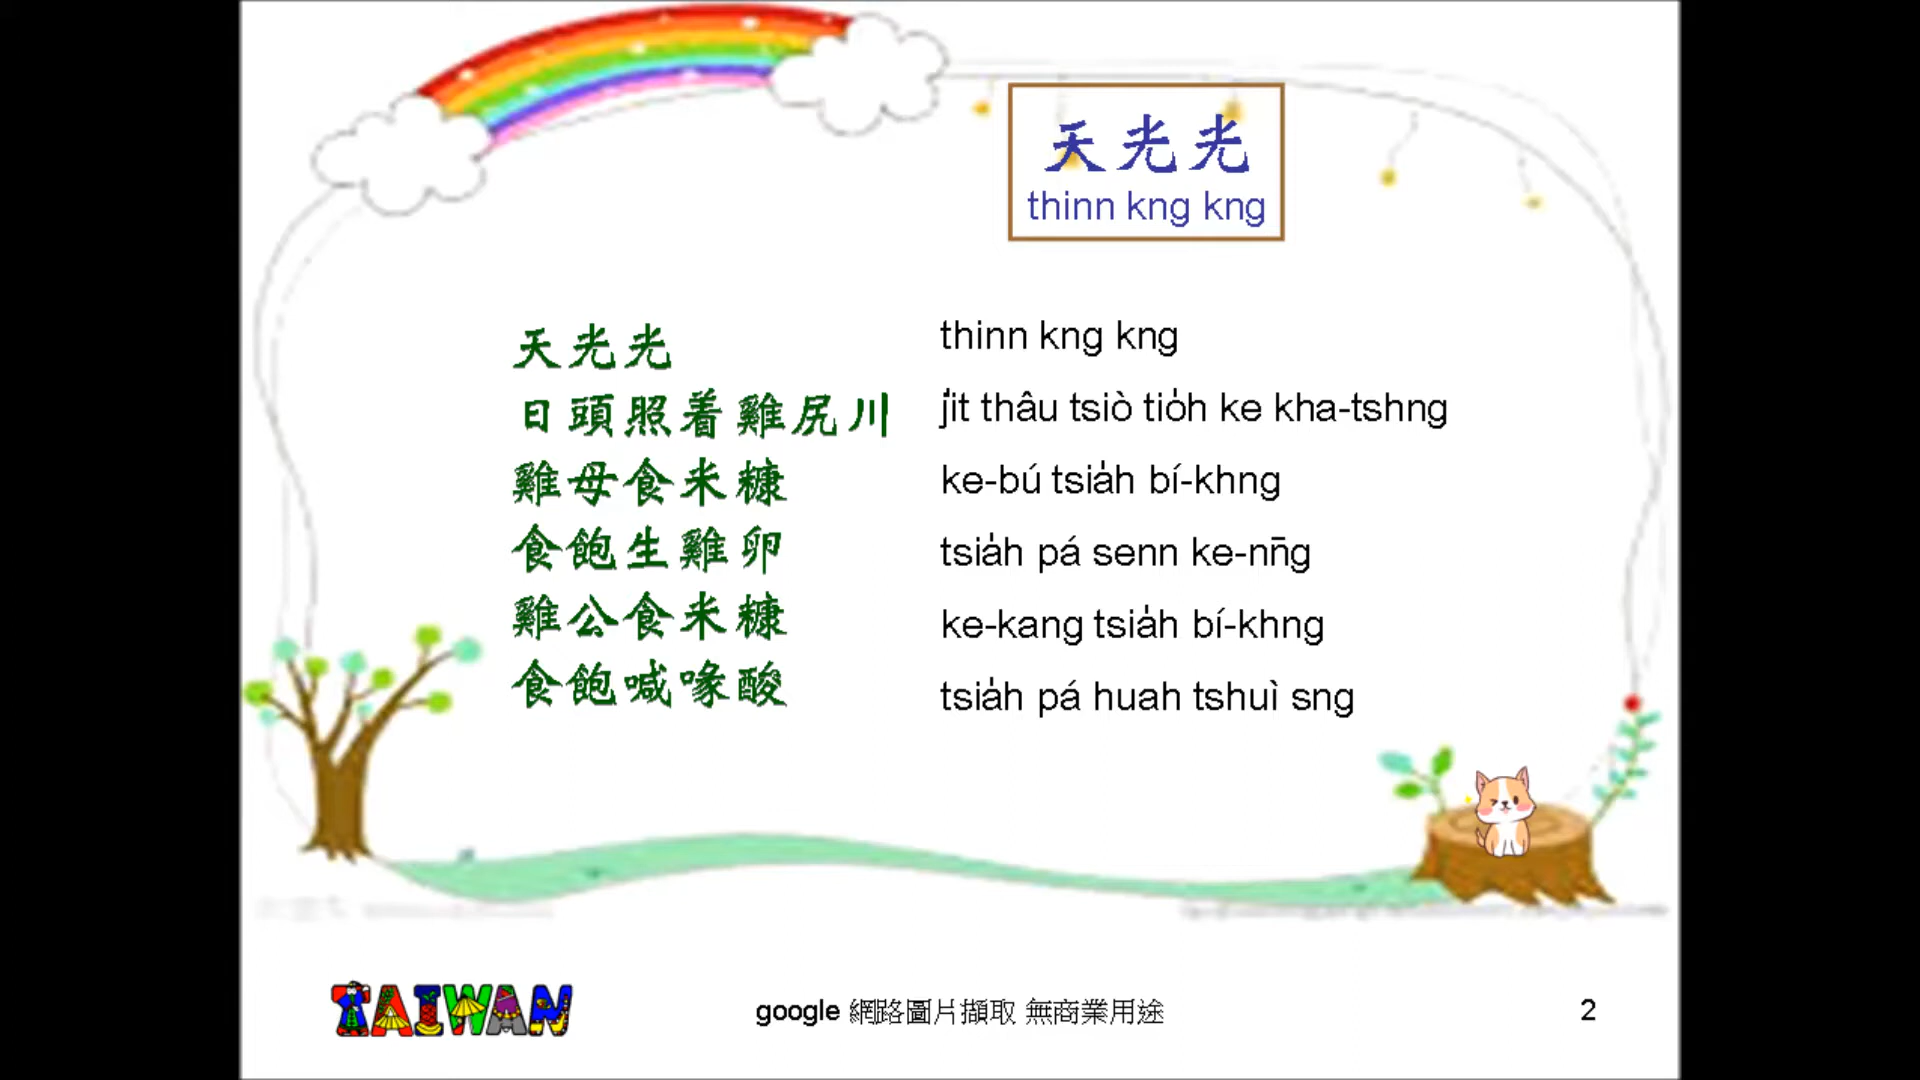 天光光
thinn kng kng
天光光
日頭照着雞尻川
雞母食米糠
食飽生雞卵
雞公食米糠
食飽喊喙酸
thinn kng kng
ji̍t thâu tsiò tio̍h ke kha-tshng
ke-bú tsia̍h bí-khng
tsia̍h pá senn ke-nn̄g
ke-kang tsia̍h bí-khng
tsia̍h pá huah tshuì sng
TAIWAN
google 網路圖片擷取 無商業用途
2